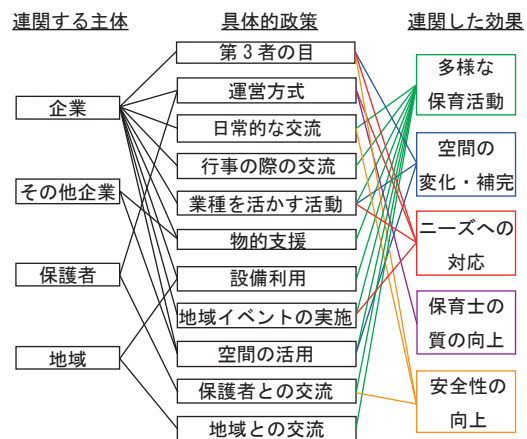 連関する主体
具体的政策
連関した効果
企業
その他企業
保護者
地域
第３者の目
運営方式
日常的な交流
行事の際の交流
業種を活かす活動
物的支援
設備利用
地域イベントの実施
空間の活用
保護者との交流
地域との交流
多様な
保育活動
空間の
変化・補完
ニーズへの
対応
保育士の
質の向上
安全性の
向上